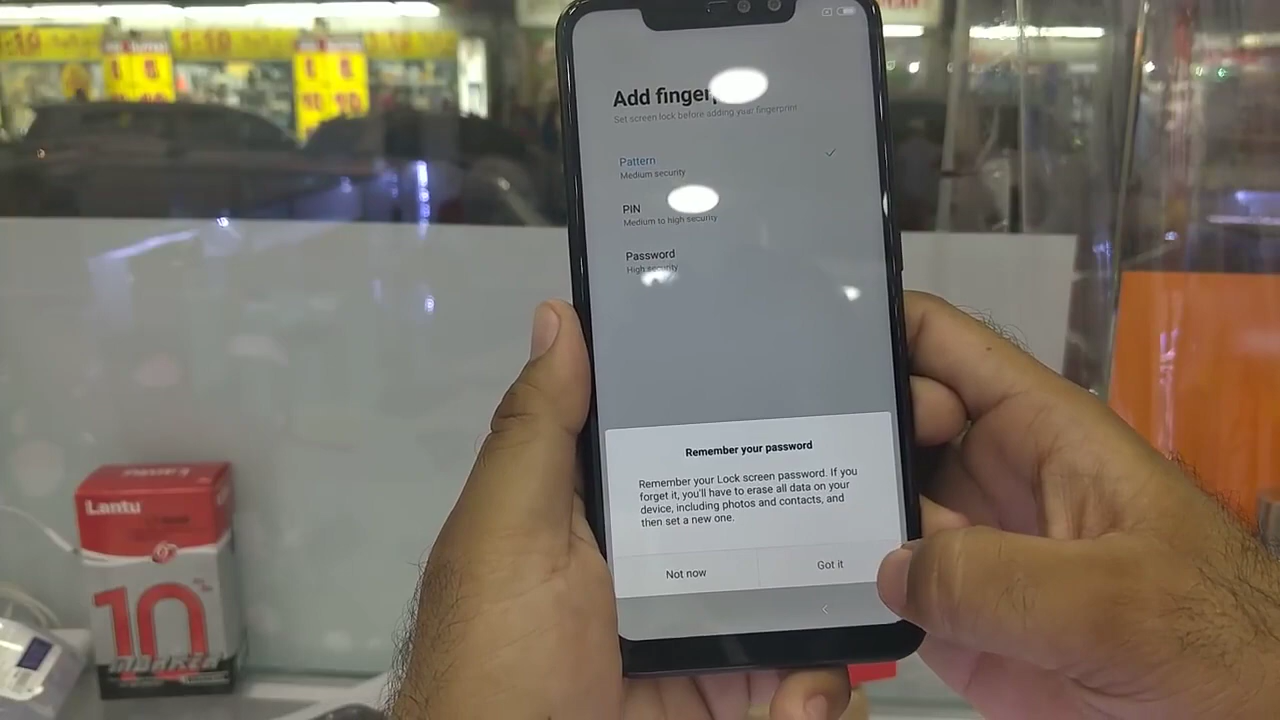 Set screen lock before adding your fingerprint
Pattern
Medium security
PIN
Medium to high security
Password
High security
Remember your password
Remember your Lock screen password. If you
forget it, you'll have to erase all data on your
device, including photos and contacts, and
then set a new one.
Not now
Got it
Lantu
10